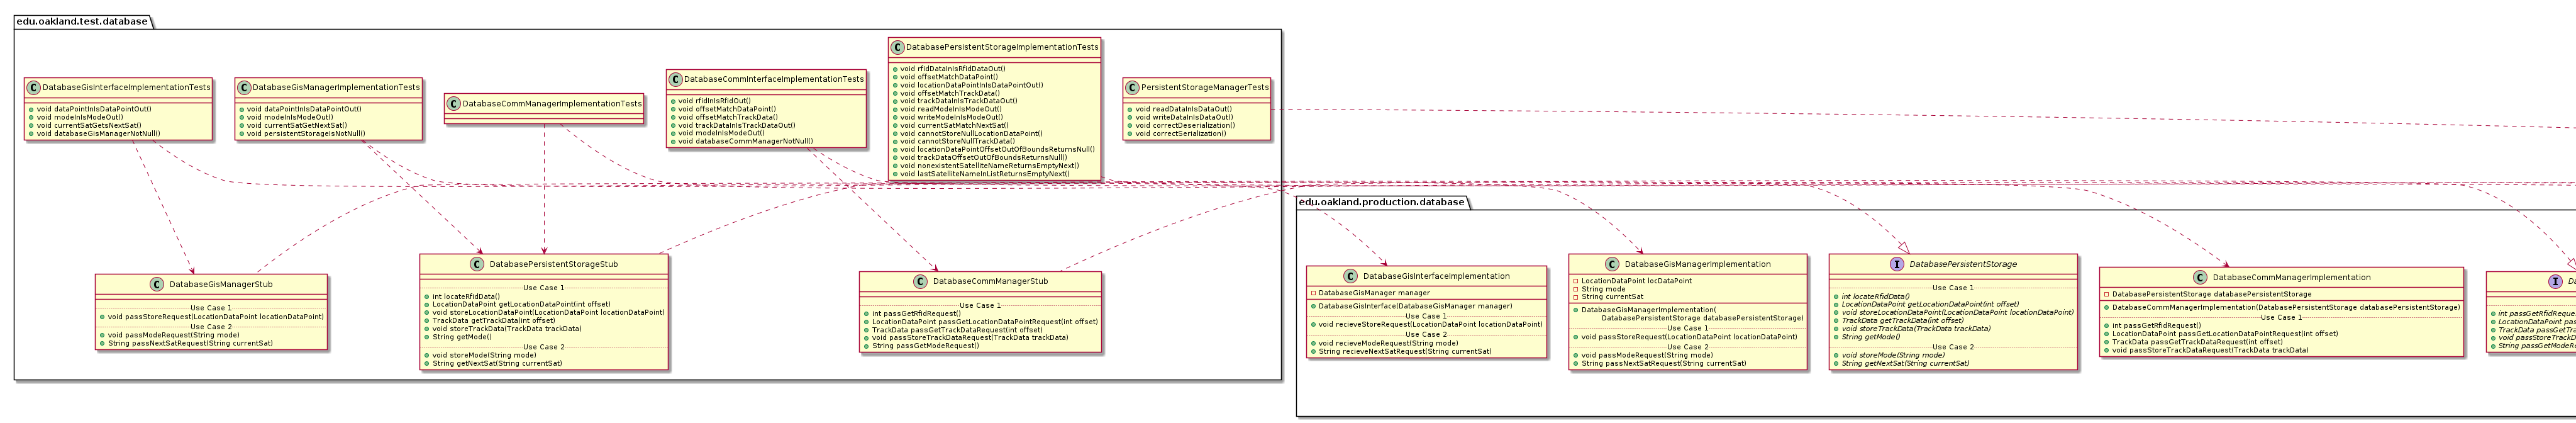 edu.oakland.test.database
DatabaseGisInterfaceImplementationTests
void dataPointInIsDataPointOut()
void modeInIsModeOut()
void currentSatGetsNextSat()
void databaseGisManagerNotNull()
DatabaseGisManagerImplementationTests
void dataPointInIsDataPointOut()
void modeInIsModeOut()
void currentSatGetNextSat()
void persistentStorageIsNotNull()
DatabaseCommManagerImplementationTests
DatabaseCommInterfaceImplementationTests
void rfidInIsRfidOut()
void offsetMatchDataPoint()
void offsetMatchTrackData()
void trackDataInIsTrackDataOut()
void modeInIsModeOut()
void databaseCommManagerNotNull()
DatabasePersistentStorageImplementationTests
void rfidDataInIsRfidDataOut()
void offsetMatchDataPoint()
void locationDataPointInIsDataPointOut()
void offsetMatchTrackData()
void trackDataInIsTrackDataOut()
void readModeInIsModeOut()
void writeModeInIsModeOut()
void currentSatMatchNextSat()
void cannotStoreNullLocationDataPoint()
void cannotStoreNullTrackData()
void locationDataPointOffsetOutOfBoundsReturnsNull()
void trackDataOffsetOutOfBoundsReturnsNull()
void nonexistentSatelliteNameReturnsEmptyNext()
void lastSatelliteNameInListReturnsEmptyNext()
PersistentStorageManagerTests
void readDataInIsDataOut()
void writeDataInIsDataOut()
void correctDeserialization()
void correctSerialization()
DatabaseGisManagerStub
Use Case 1
void passStoreRequest(LocationDataPoint locationDataPoint)
Use Case 2
void passModeRequest(String mode)
String passNextSatRequest(String currentSat)
DatabasePersistentStorageStub
Use Case 1
int locateRfidData()
LocationDataPoint getLocationDataPoint(int offset)
void storeLocationDataPoint(LocationDataPoint locationDataPoint)
TrackData getTrackData(int offset)
void storeTrackData(TrackData trackData)
String getMode()
Use Case 2
void storeMode(String mode)
String getNextSat(String currentSat)
DatabaseCommManagerStub
Use Case 1
int passGetRfidRequest()
LocationDataPoint passGetLocationDataPointRequest(int offset)
TrackData passGetTrackDataRequest(int offset)
void passStoreTrackDataRequest(TrackData trackData)
String passGetModeRequest()
edu.oakland.production.database
DatabaseGisInterfaceImplementation
DatabaseGisManager manager
DatabaseGisInterface(DatabaseGisManager manager)
Use Case 1
void recieveStoreRequest(LocationDataPoint locationDataPoint)
Use Case 2
void recieveModeRequest(String mode)
String recieveNextSatRequest(String currentSat)
DatabaseGisManagerImplementation
LocationDataPoint locDataPoint
String mode
String currentSat
DatabaseGisManagerImplementation(
DatabasePersistentStorage databasePersistentStorage)
Use Case 1
void passStoreRequest(LocationDataPoint locationDataPoint)
Use Case 2
void passModeRequest(String mode)
String passNextSatRequest(String currentSat)
DatabasePersistentStorage
Use Case 1
int locateRfidData()
LocationDataPoint getLocationDataPoint(int offset)
void storeLocationDataPoint(LocationDataPoint locationDataPoint)
TrackData getTrackData(int offset)
void storeTrackData(TrackData trackData)
String getMode()
Use Case 2
void storeMode(String mode)
String getNextSat(String currentSat)
DatabaseCommManagerImplementation
DatabasePersistentStorage databasePersistentStorage
DatabaseCommManagerImplementation(DatabasePersistentStorage databasePersistentStorage)
Use Case 1
int passGetRfidRequest()
LocationDataPoint passGetLocationDataPointRequest(int offset)
TrackData passGetTrackDataRequest(int offset)
void passStoreTrackDataRequest(TrackData trackData)
int passGetRfidReque
LocationDataPoint pas
TrackData passGetTra
void passStoreTrackD
String passGetModeRe